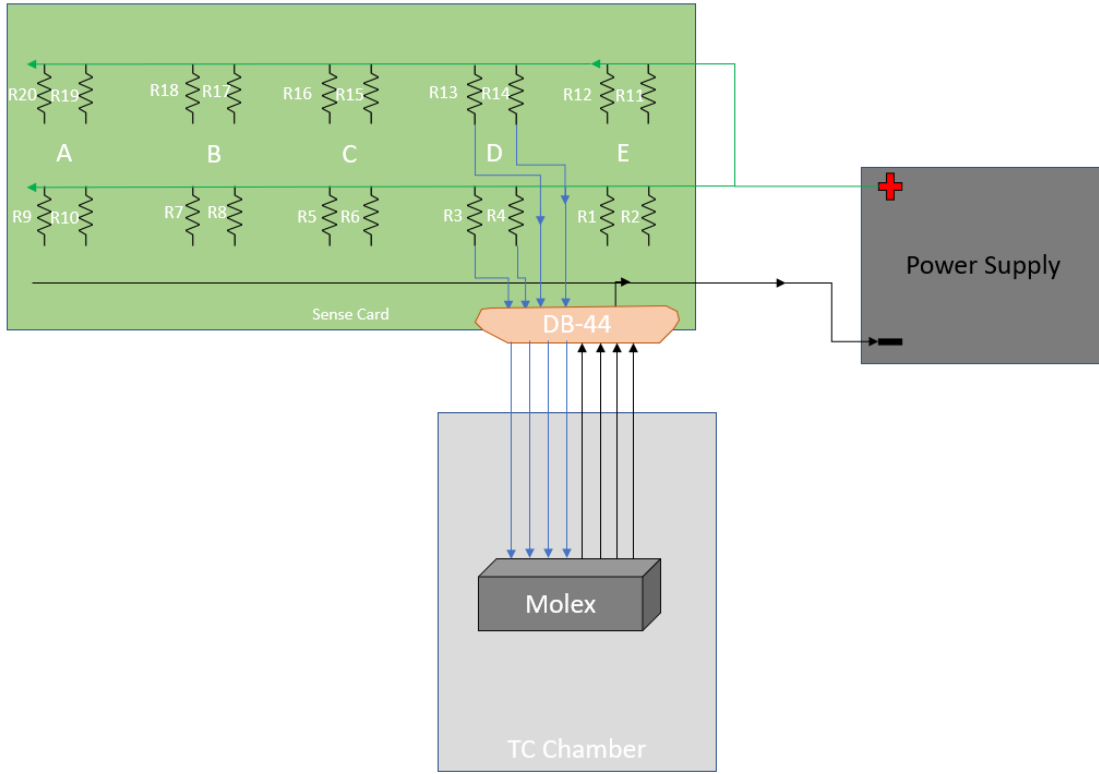 R20 R19 R18 R17 R16 R15 R13 R14 R12 R11
A B C D E
R9 R10 R7 R8 R5 R6 R3 R4 R1 R2
Power Supply
Sense Card
DB-44
Molex
TC Chamber